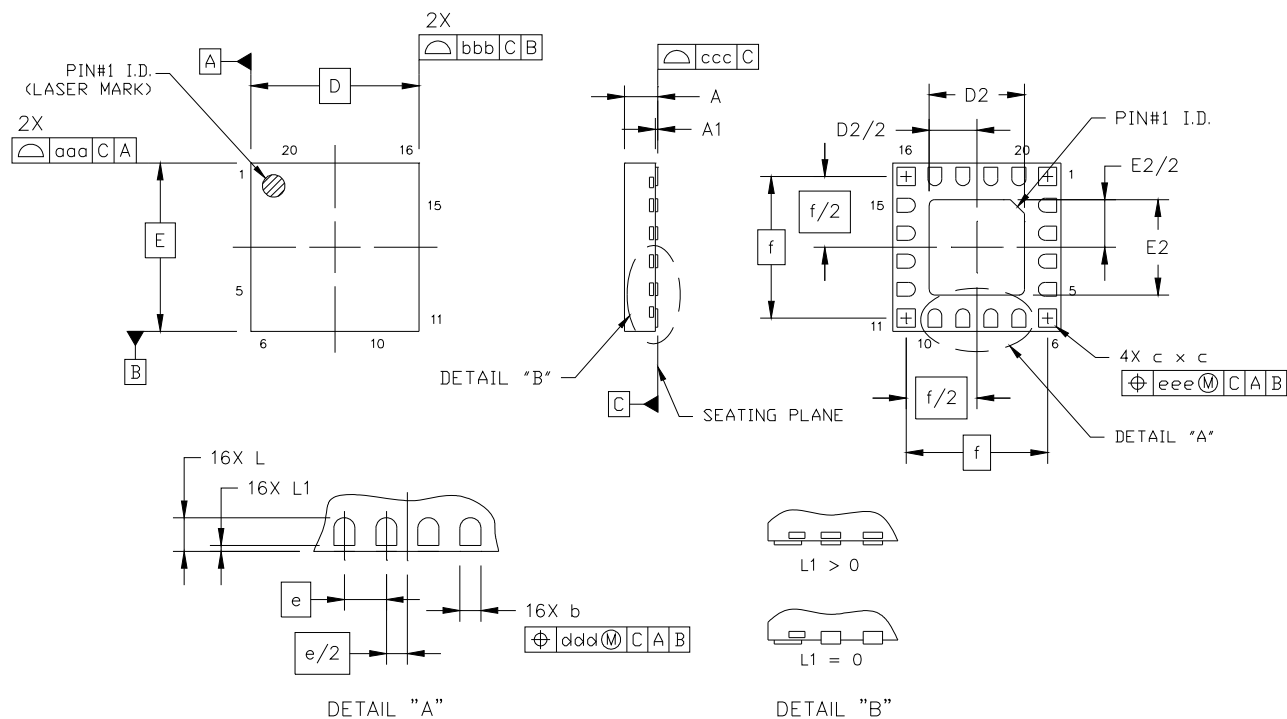 2X
⌓ bbb C B
A
D
PIN#1 I.D.
(LASER MARK)
2X
⌓ aaa C A
20
16
1
15
E
5
11
6
10
B
⌓ ccc C
A
A1
DETAIL "B"
C
SEATING PLANE
D2
D2/2
PIN#1 I.D.
16
20
1
E2/2
15
f/2
f
E2
5
11
10
6
4X c x c
⌖ eee Ⓜ C A B
f/2
DETAIL "A"
f
16X L
16X L1
e
16X b
⌖ ddd Ⓜ C A B
e/2
DETAIL "A"
L1 > 0
L1 = 0
DETAIL "B"